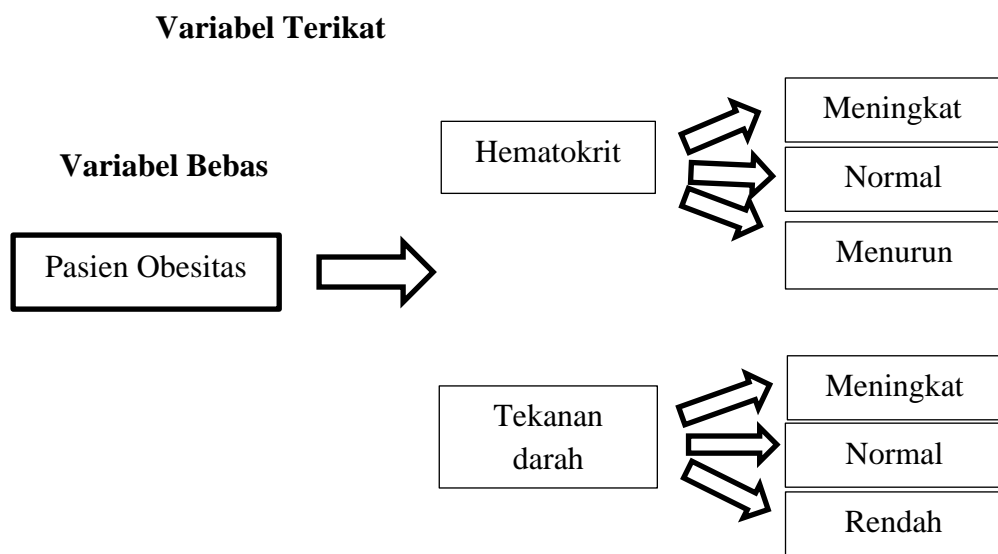 Variabel Terikat
Variabel Bebas
Pasien Obesitas
Hematokrit
Meningkat
Normal
Menurun
Tekanan
darah
Meningkat
Normal
Rendah